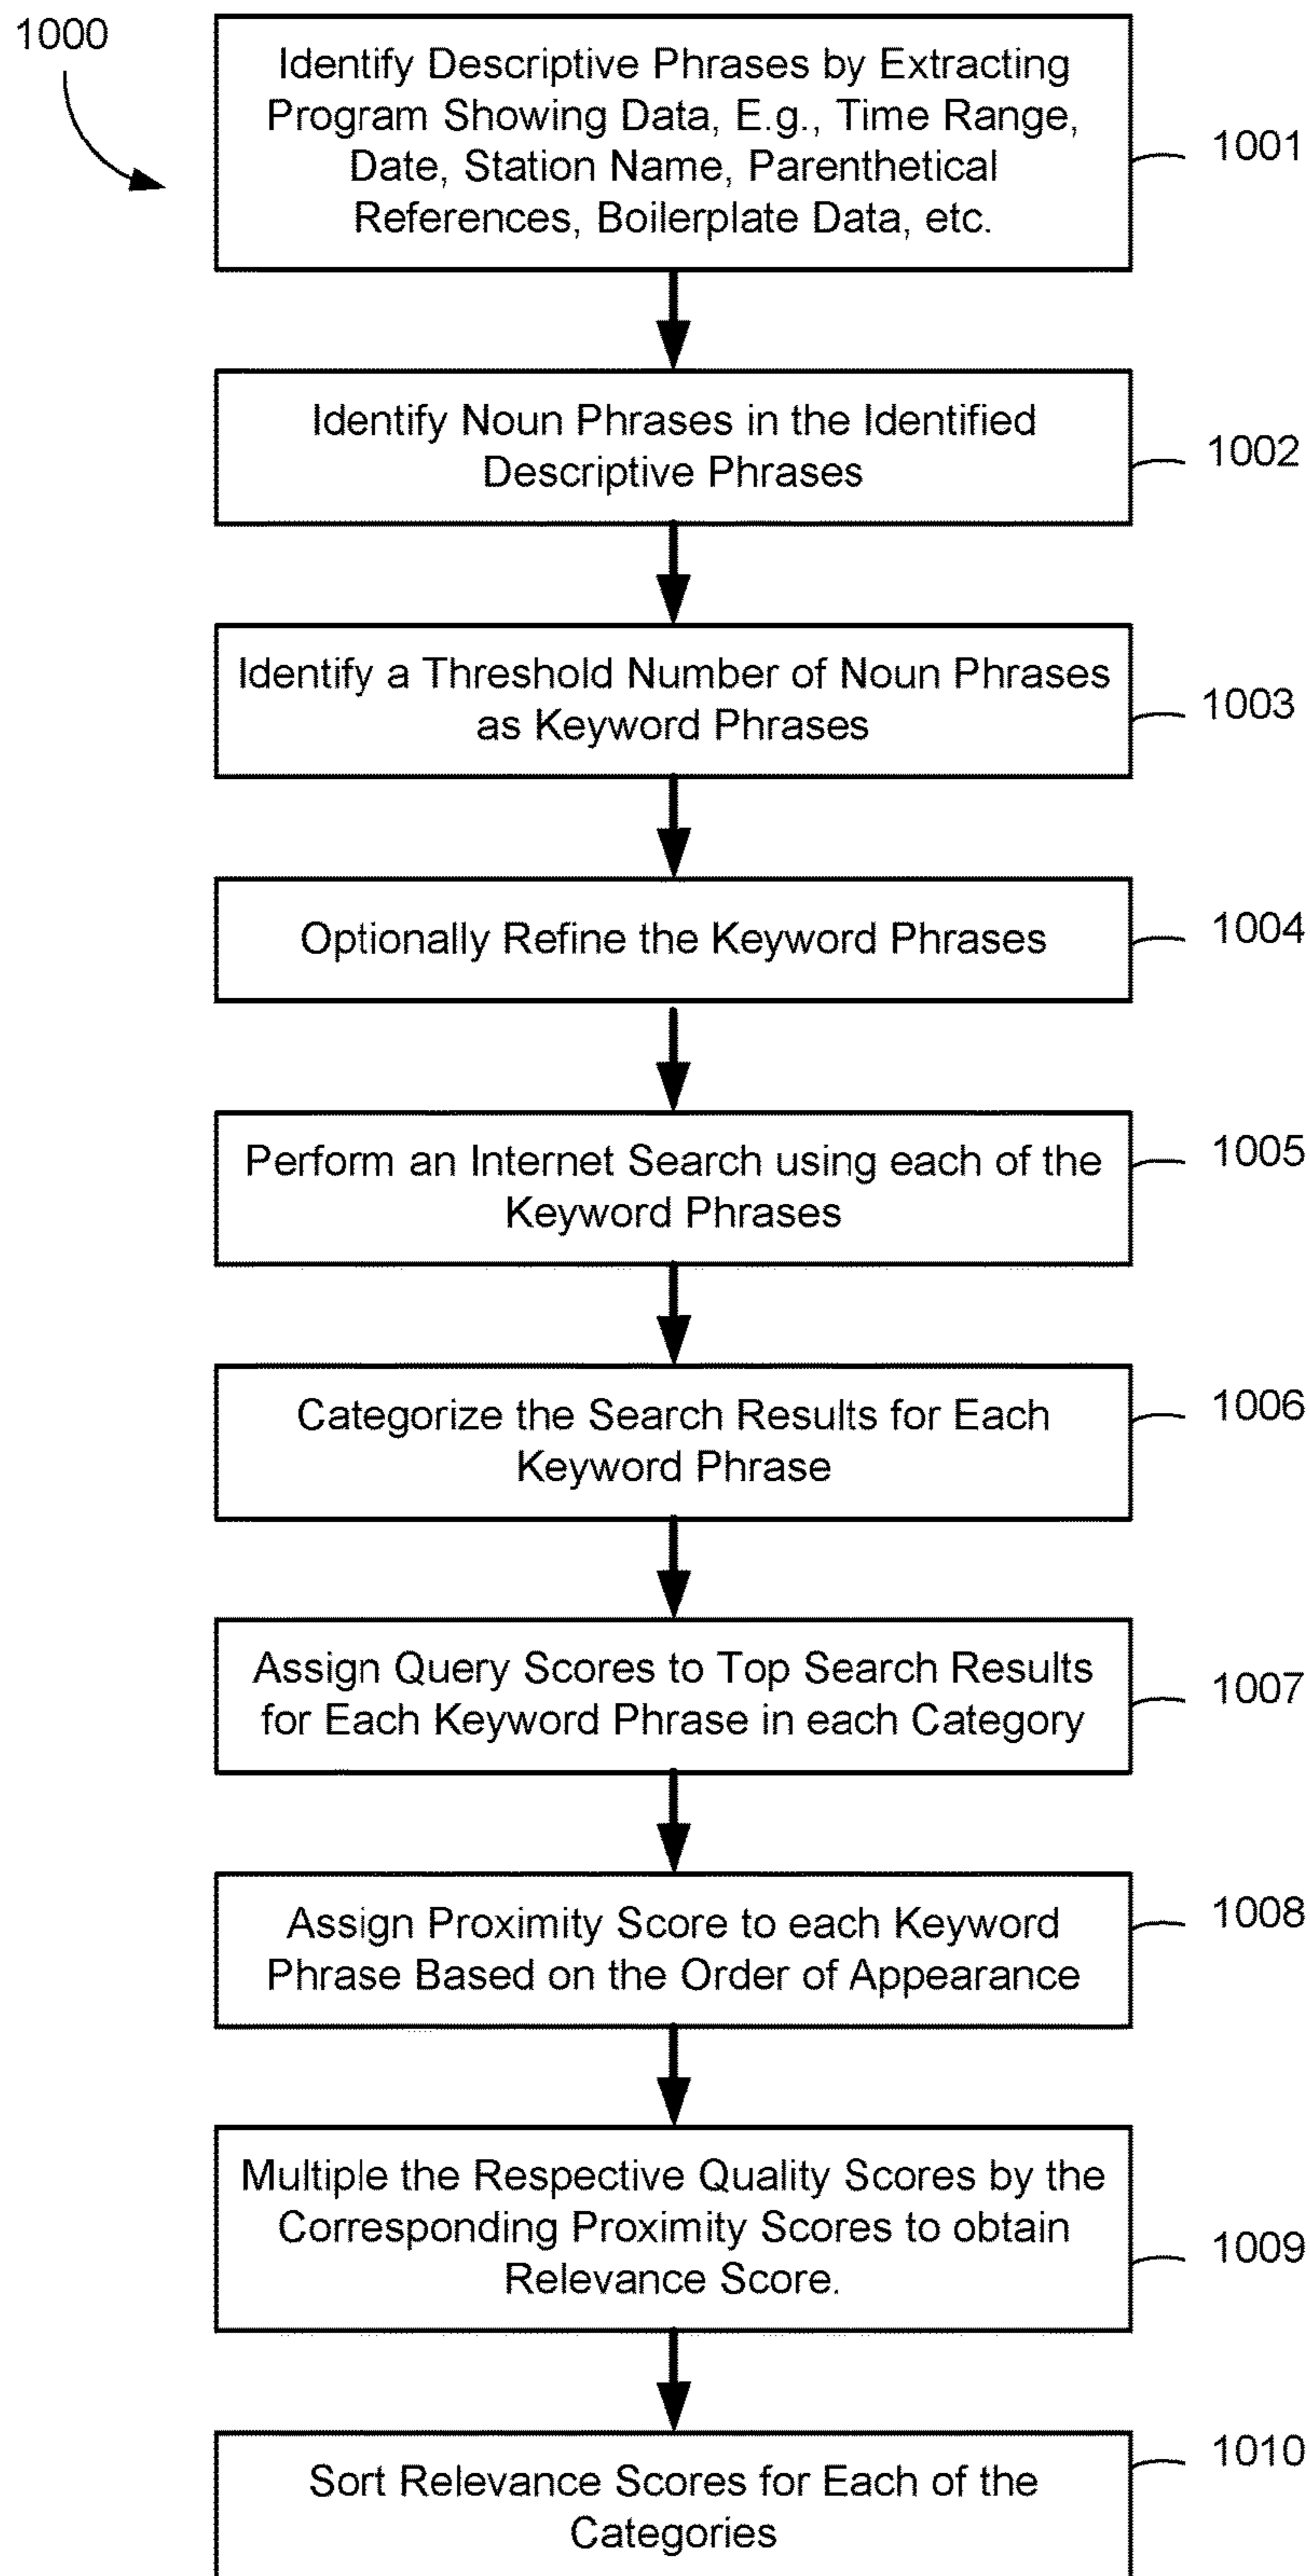 1000
Identify Descriptive Phrases by Extracting
Program Showing Data, E.g., Time Range,
Date, Station Name, Parenthetical
References, Boilerplate Data, etc.
1001
Identify Noun Phrases in the Identified
Descriptive Phrases
1002
Identify a Threshold Number of Noun Phrases
as Keyword Phrases
1003
Optionally Refine the Keyword Phrases
1004
Perform an Internet Search using each of the
Keyword Phrases
1005
Categorize the Search Results for Each
Keyword Phrase
1006
Assign Query Scores to Top Search Results
for Each Keyword Phrase in each Category
1007
Assign Proximity Score to each Keyword
Phrase Based on the Order of Appearance
1008
Multiple the Respective Quality Scores by the
Corresponding Proximity Scores to obtain
Relevance Score.
1009
Sort Relevance Scores for Each of the
Categories
1010